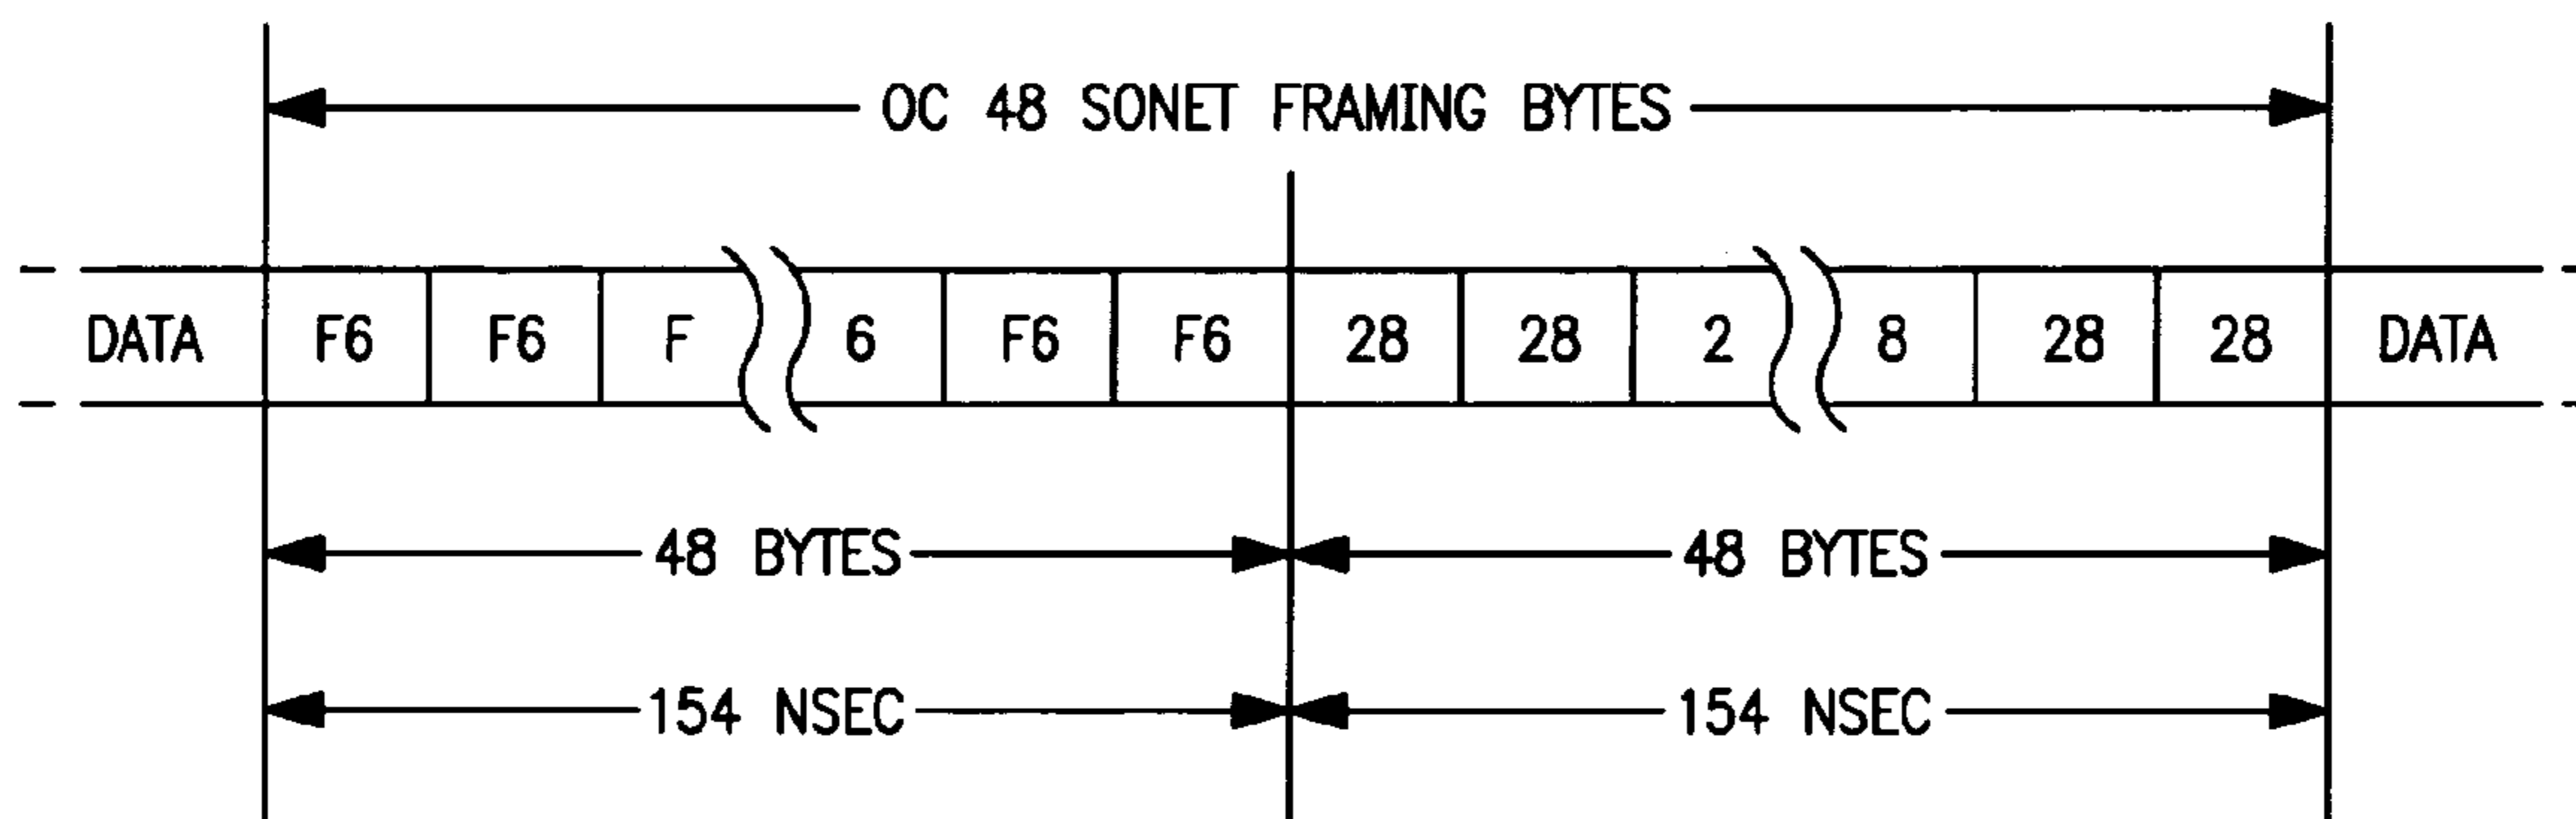 OC 48 SONET FRAMING BYTES
DATA F6 F6 F 6 F6 F6 28 28 2 8 28 28 DATA
48 BYTES 48 BYTES
154 NSEC 154 NSEC